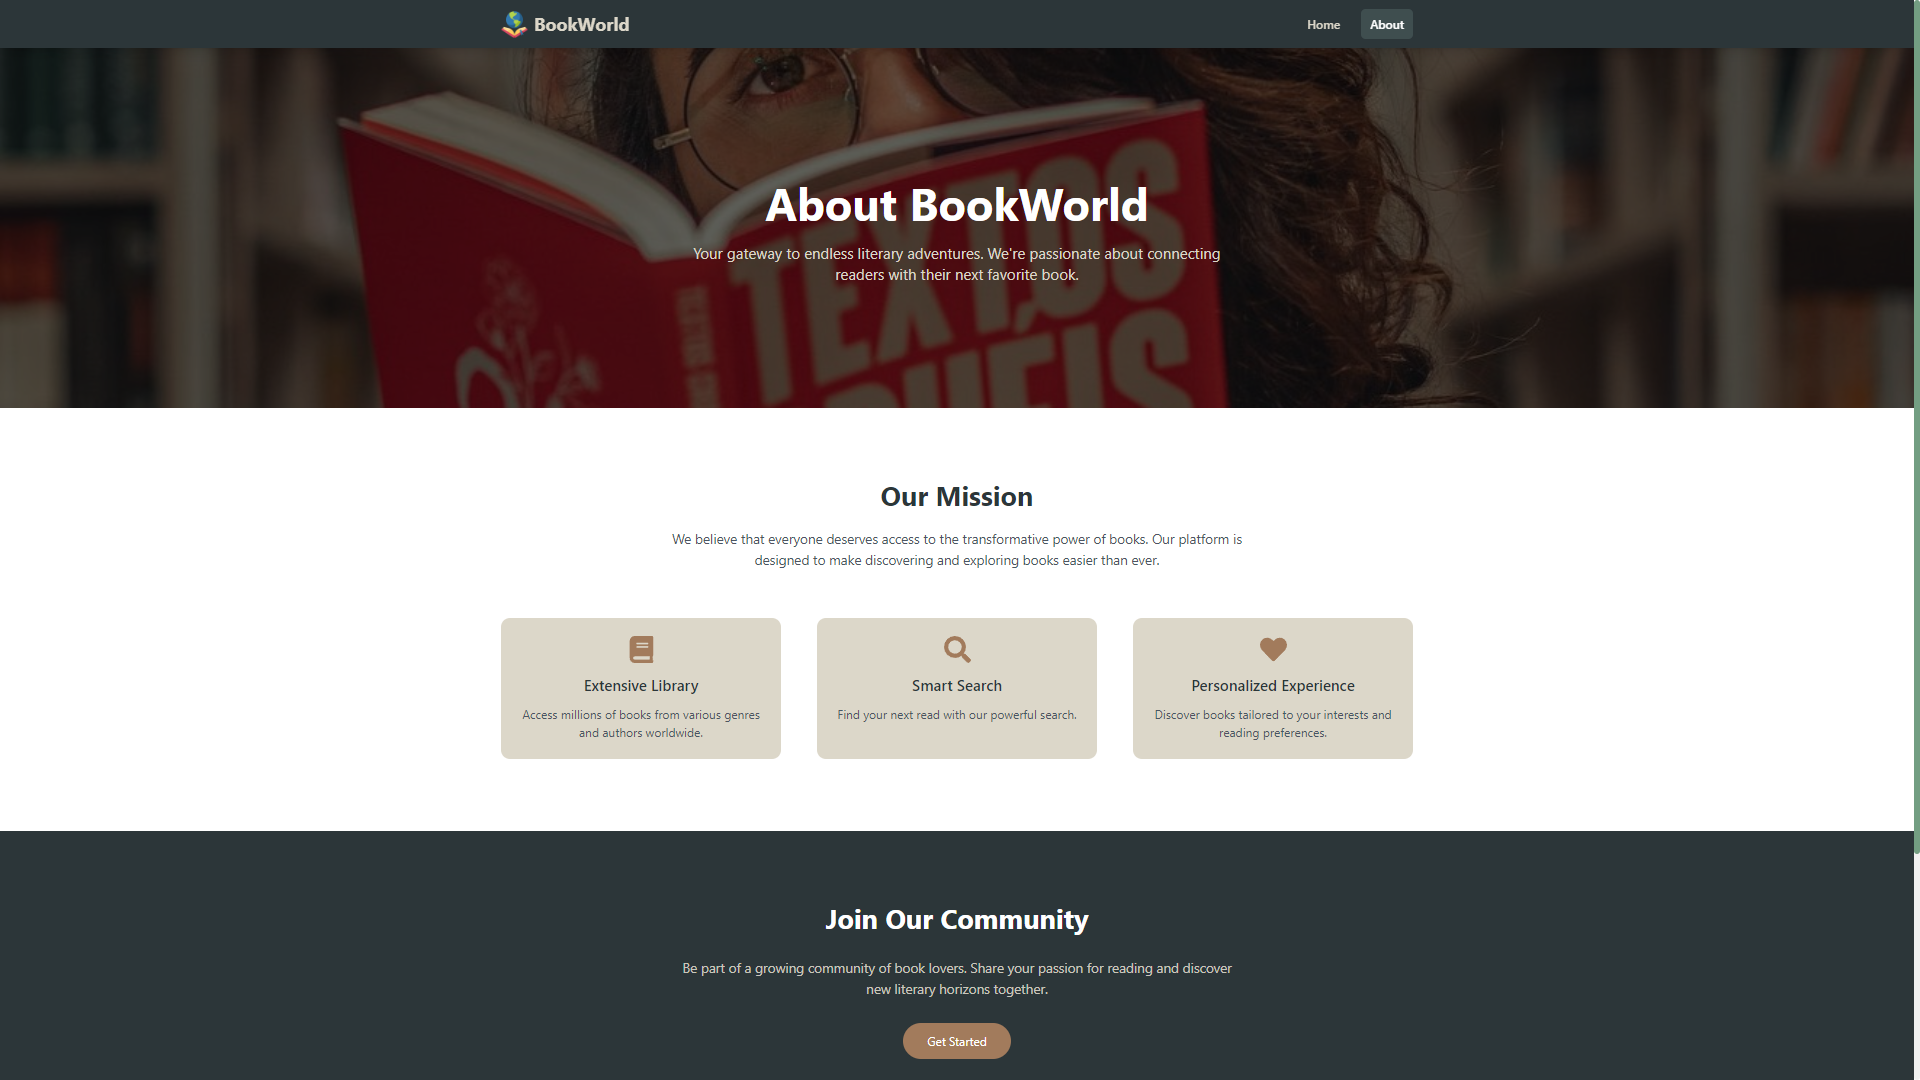 BookWorld
Home
About
TEXTOS
About BookWorld
Your gateway to endless literary adventures. We're passionate about connecting
readers with their next favorite book.
Our Mission
We believe that everyone deserves access to the transformative power of books. Our platform is
designed to make discovering and exploring books easier than ever.
Extensive Library
Access millions of books from various genres
and authors worldwide.
Smart Search
Find your next read with our powerful search.
Personalized Experience
Discover books tailored to your interests and
reading preferences.
Join Our Community
Be part of a growing community of book lovers. Share your passion for reading and discover
new literary horizons together.
Get Started